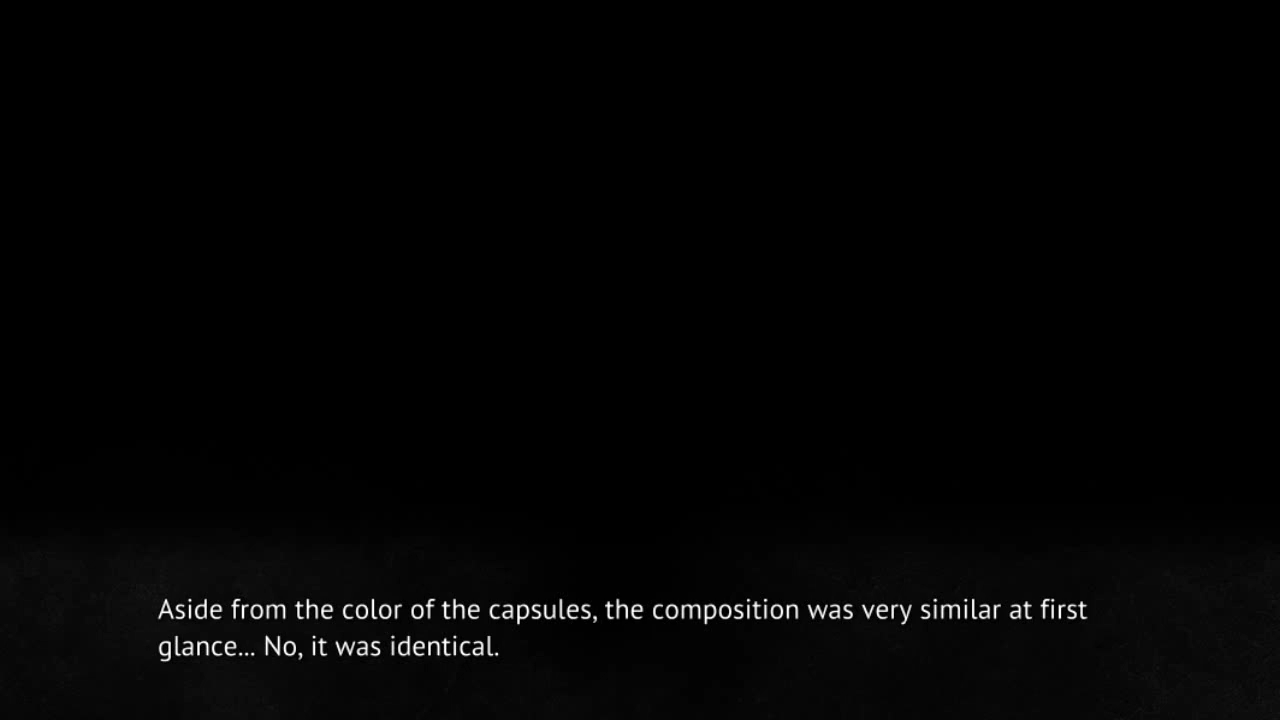 Aside from the color of the capsules, the composition was very similar at first
glance... No, it was identical.